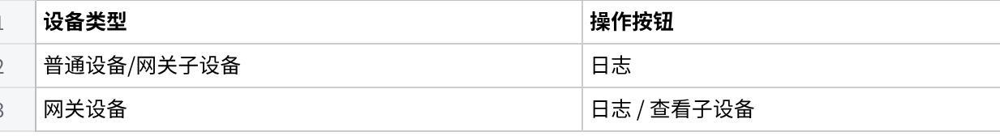 1 设备类型 操作按钮
2 普通设备/网关子设备 日志
3 网关设备 日志 / 查看子设备